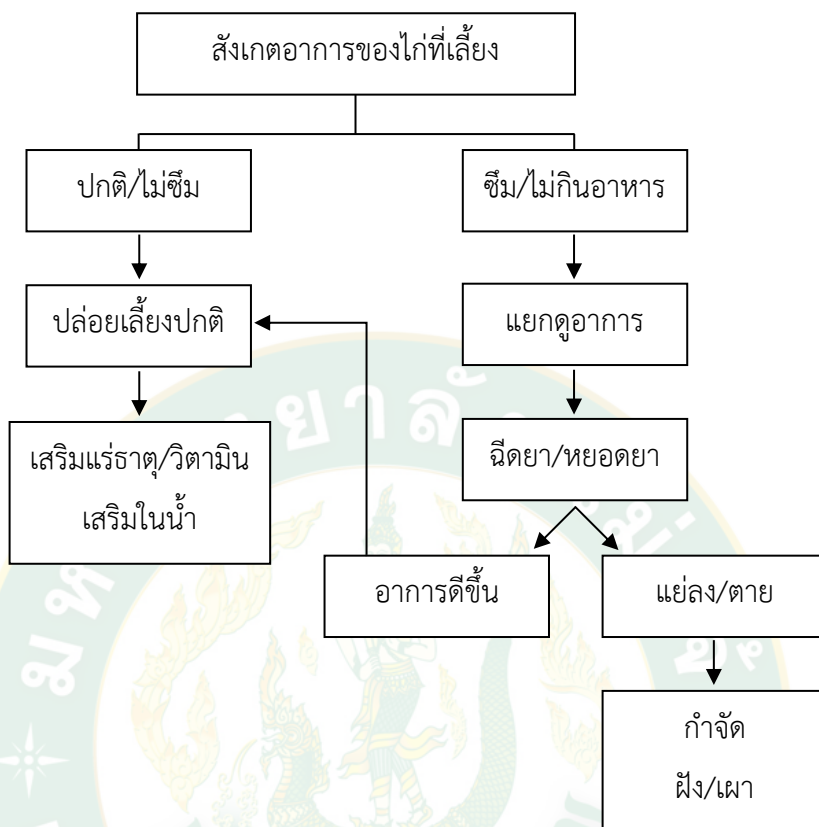 สังเกตอาการของไก่ที่เลี้ยง
ปกติ/ไม่ซึม
ซึม/ไม่กินอาหาร
ปล่อยเลี้ยงปกติ
แยกดูอาการ
เสริมแร่ธาตุ/วิตามิน
เสริมในน้ำ
ฉีดยา/หยอดยา
อาการดีขึ้น
แย่ลง/ตาย
กำจัด
ฝัง/เผา